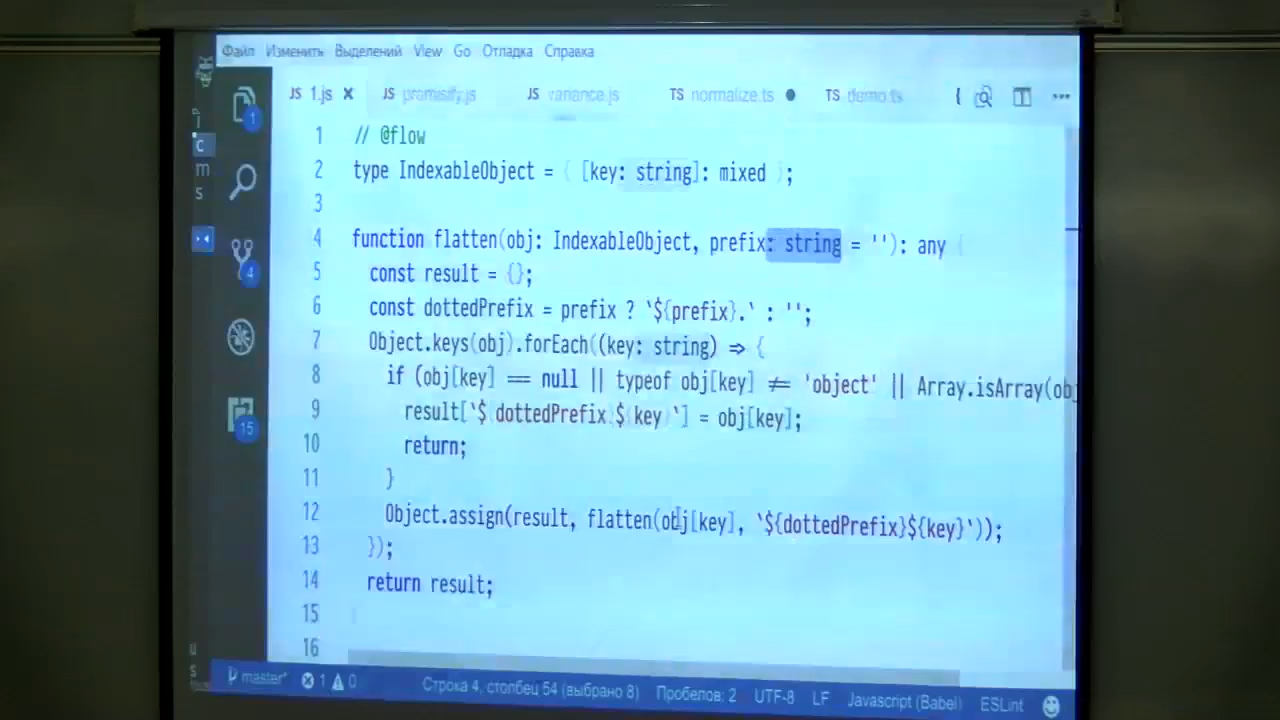 Файл Изменить Выделений View Go Отладка Справка
JS 1.js × JS pramisify.js JS variance.js TS normalize.ts ● TS demo.ts { ...
1 // @flow
2 type IndexableObject = { [key: string]: mixed };
3
4 function flatten(obj: IndexableObject, prefix: string = ''): any {
5 const result = {};
6 const dottedPrefix = prefix ? `${prefix}.` : '';
7 Object.keys(obj).forEach((key: string) => {
8 if (obj[key] == null || typeof obj[key] ≠ 'object' || Array.isArray(obj
9 result[`${dottedPrefix}${key}`] = obj[key];
10 return;
11 }
12 Object.assign(result, flatten(obj[key], `${dottedPrefix}${key}`));
13 });
14 return result;
15 }
16
1
4
15
c
m
s
u
s
master* 1 0 Строка 4, столбец 54 (выбрано 8) Пробелов: 2 UTF-8 LF Javascript (Babel) ESLint